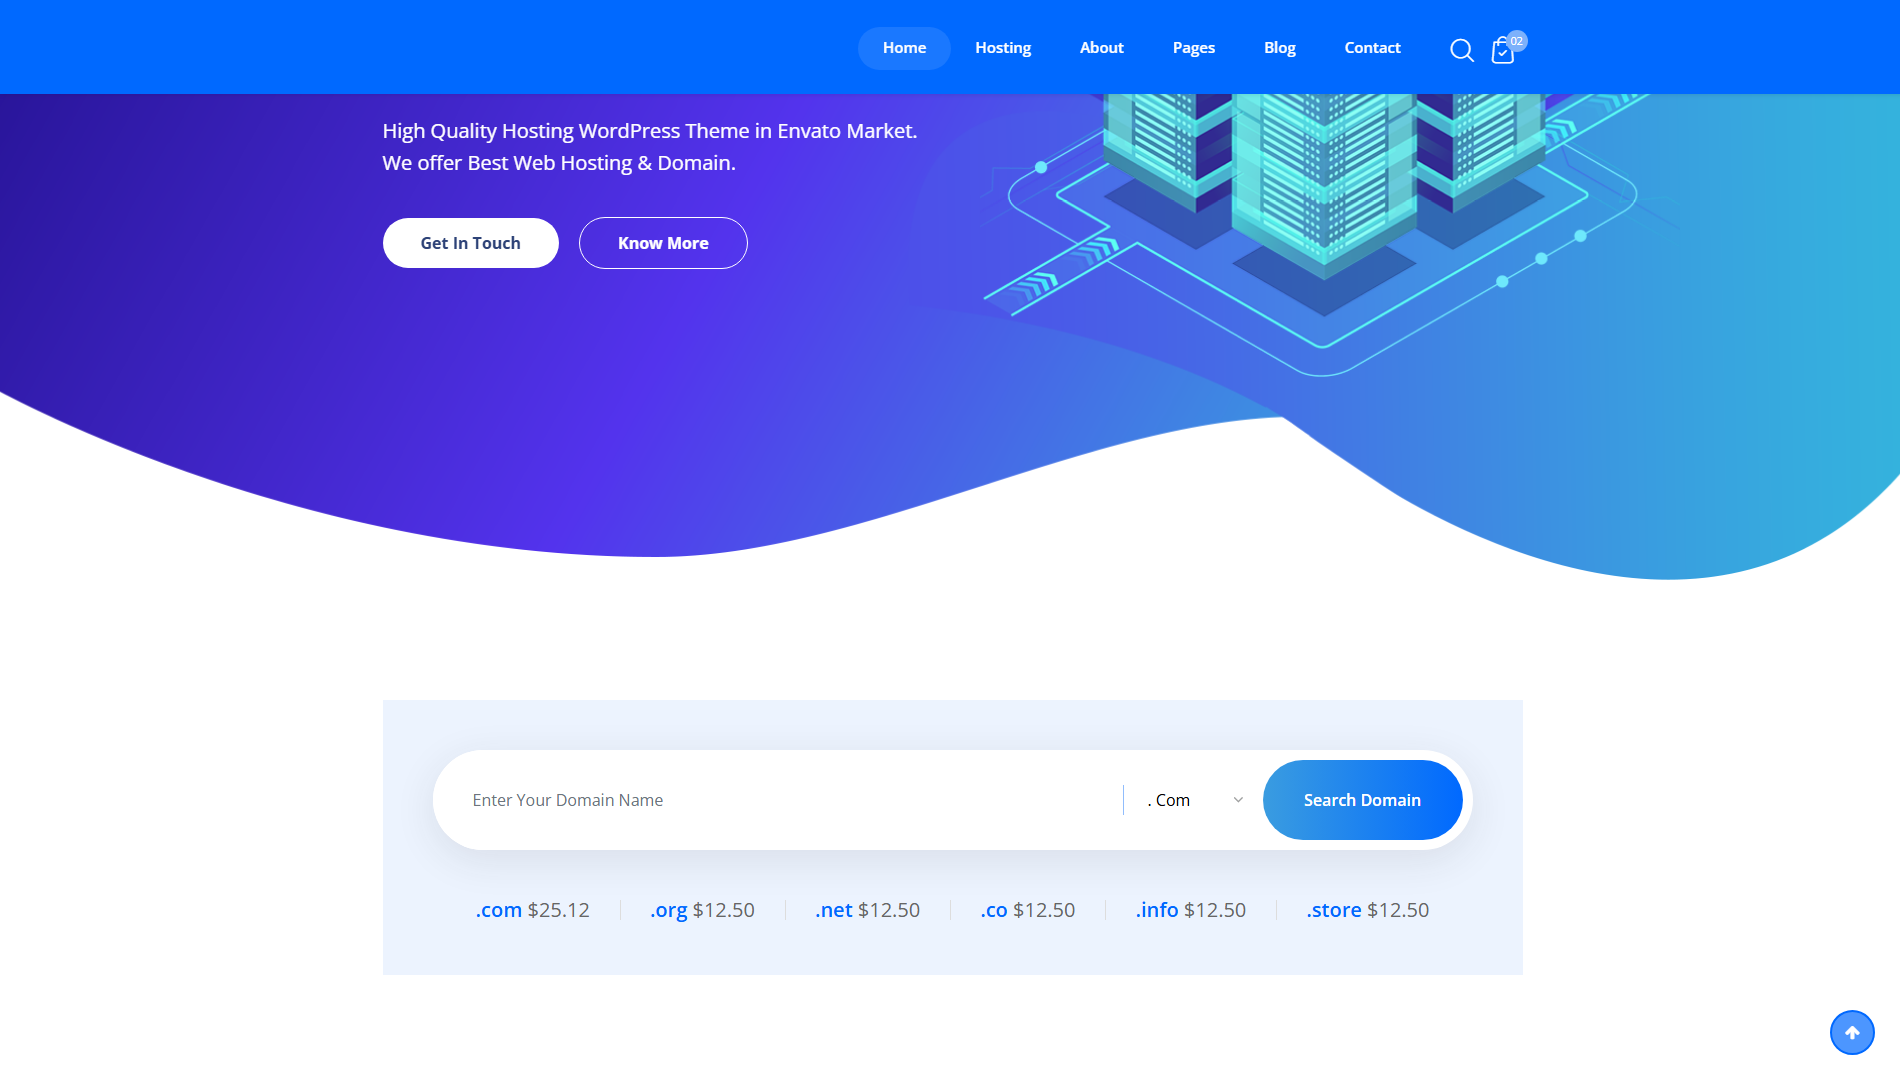 Home Hosting About Pages Blog Contact 02
High Quality Hosting WordPress Theme in Envato Market.
We offer Best Web Hosting & Domain.
Get In Touch Know More
Enter Your Domain Name . Com Search Domain
.com $25.12 .org $12.50 .net $12.50 .co $12.50 .info $12.50 .store $12.50